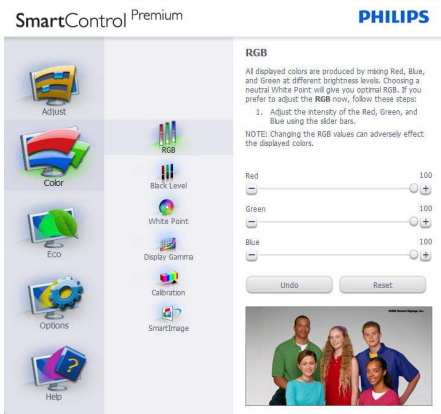 SmartControl Premium
PHILIPS
Adjust
Color
Eco
Options
Help
RGB
Black Level
White Point
Display Gamma
Calibration
SmartImage
RGB
All displayed colors are produced by mixing Red, Blue,
and Green at different brightness levels. Choosing a
neutral White Point will give you optimal RGB. If you
prefer to adjust the RGB now, follow these steps:
1. Adjust the intensity of the Red, Green, and
Blue using the slider bars.
NOTE: Changing the RGB values can adversely effect
the displayed colors.
Red 100
Green 100
Blue 100
Undo Reset